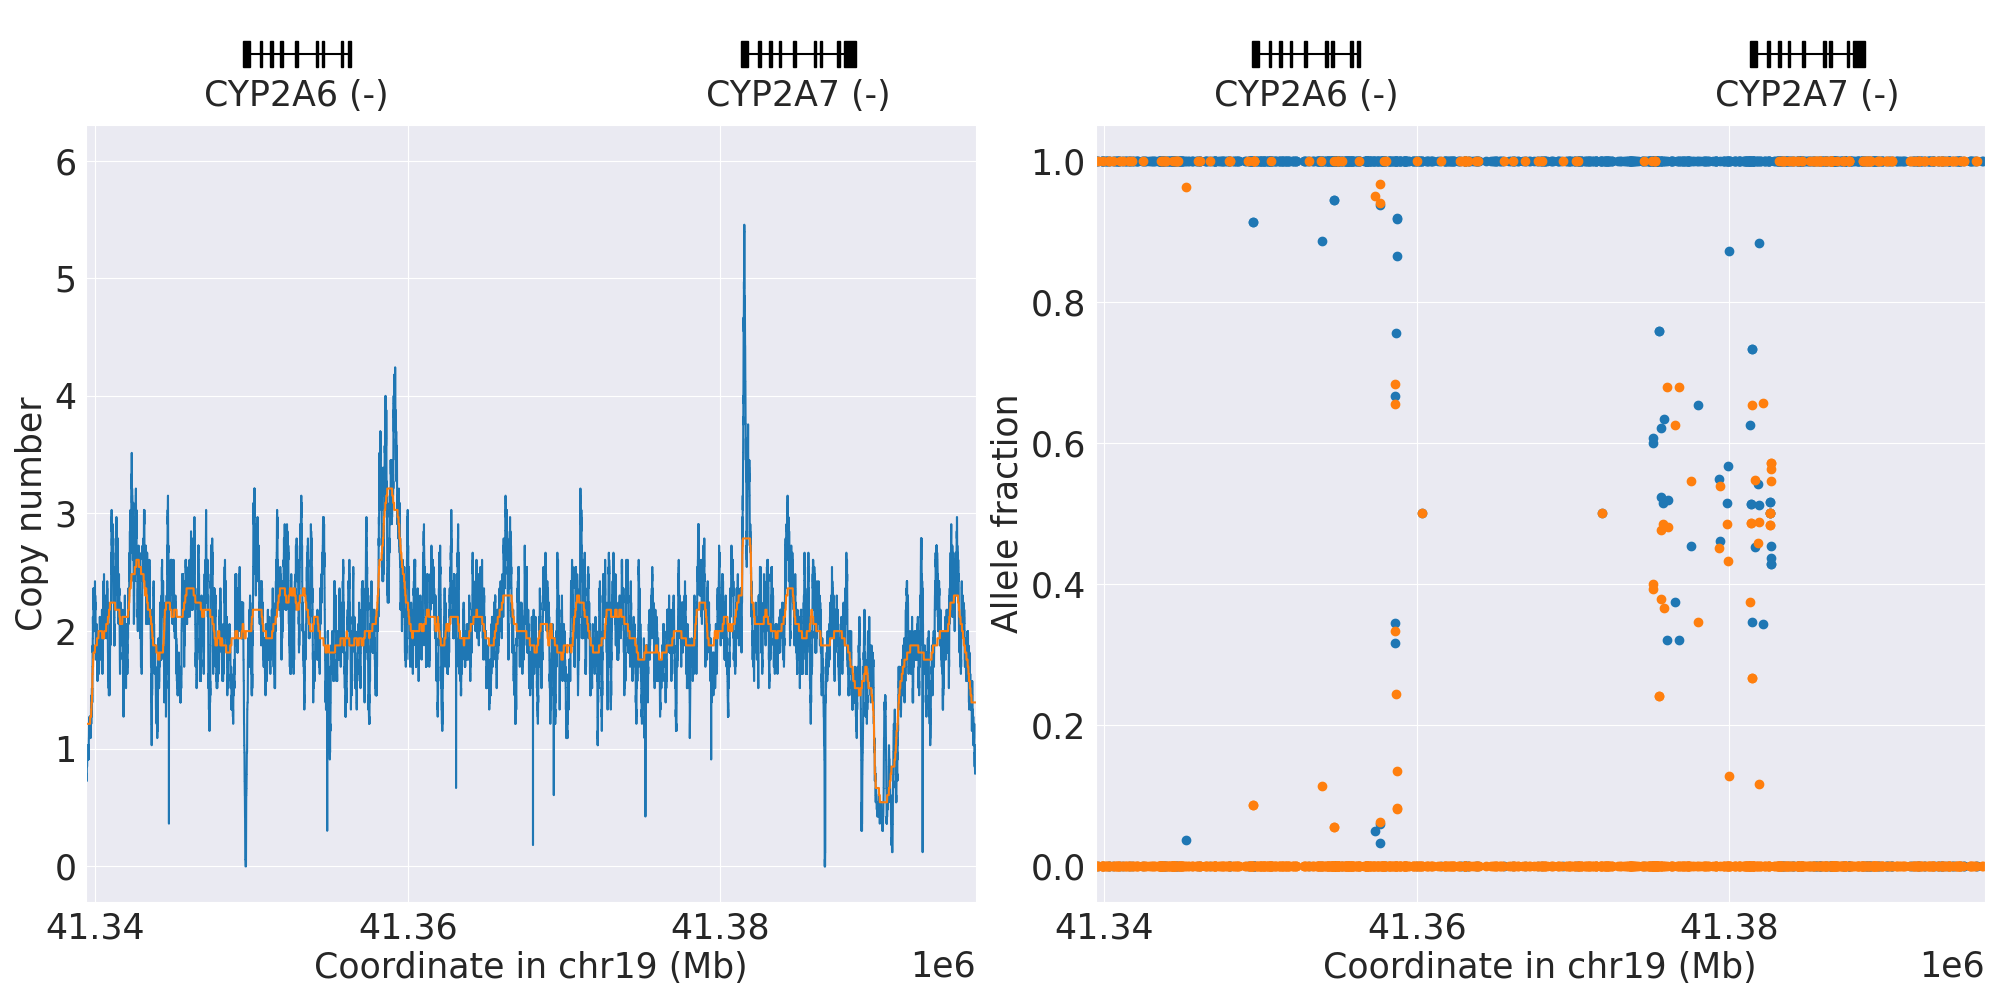 CYP2A6 (-)
CYP2A7 (-)
6
5
4
3
2
1
0
Copy number
41.34
41.36
41.38
Coordinate in chr19 (Mb)
1e6
CYP2A6 (-)
CYP2A7 (-)
1.0
0.8
0.6
0.4
0.2
0.0
Allele fraction
41.34
41.36
41.38
Coordinate in chr19 (Mb)
1e6